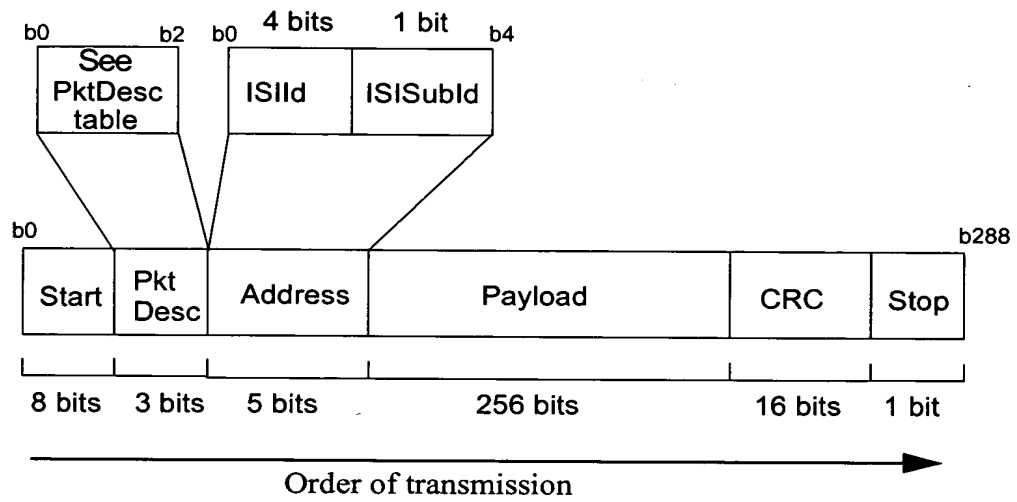 4 bits 1 bit
b0 b2 b0 b4
See
PktDesc
table
ISIId ISISubId
b0 b288
Start Pkt
Desc Address Payload CRC Stop
8 bits 3 bits 5 bits 256 bits 16 bits 1 bit
Order of transmission